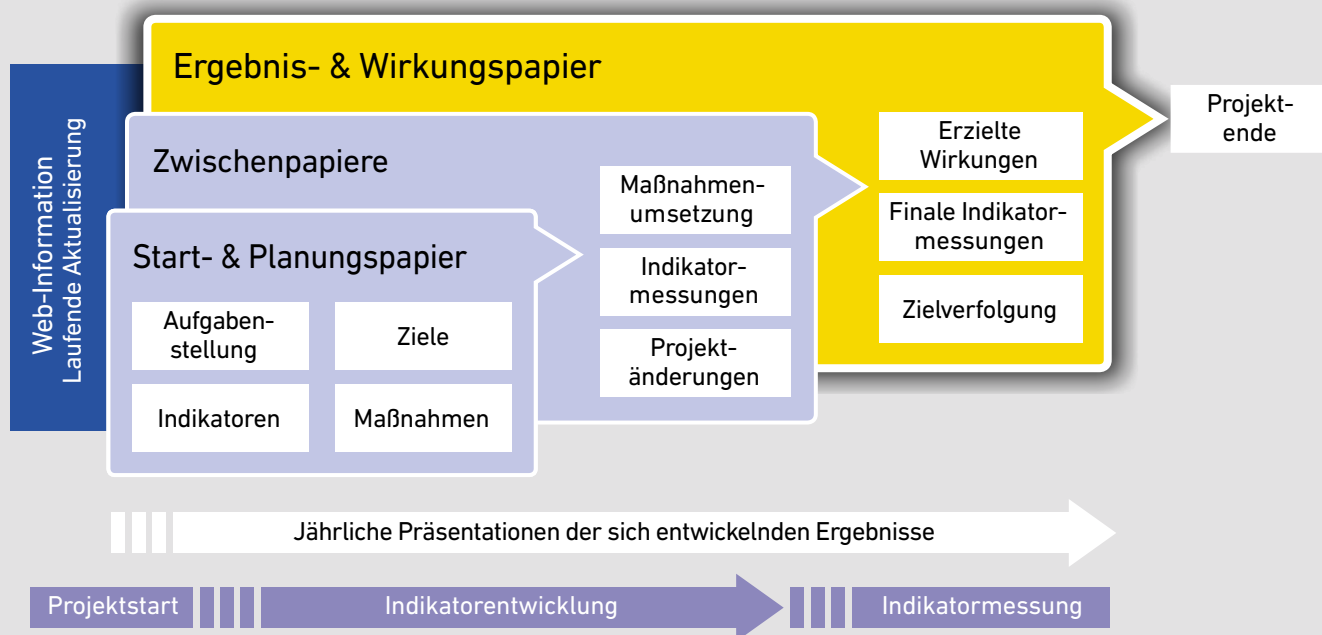 Ergebnis- & Wirkungspapier
Web-Information
Laufende Aktualisierung
Projekt-
ende
Zwischenpapiere
Erzielte
Wirkungen
Finale Indikator-
messungen
Zielverfolgung
Maßnahmen-
umsetzung
Indikator-
messungen
Projekt-
änderungen
Start- & Planungspapier
Aufgaben-
stellung
Ziele
Indikatoren
Maßnahmen
Jährliche Präsentationen der sich entwickelnden Ergebnisse
Projektstart
Indikatorentwicklung
Indikatormessung